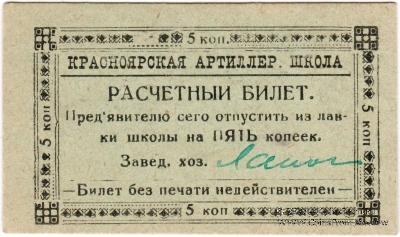 5 коп.
КРАСНОЯРСКАЯ АРТИЛЛЕР. ШКОЛА
РАСЧЕТНЫЙ БИЛЕТ.
Пред'явителю сего отпустить из лав-
ки школы на ПЯТЬ копеек.
Завед. хоз.
—Билет без печати недействителен—
5 коп
5 коп
5 коп